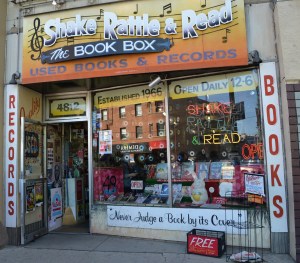 Shake Rattle & Read
The BOOK BOX
USED BOOKS & RECORDS
4812
ESTABLISHED 1966
OPEN DAILY 12-6
SHAKE
RATTLE
& READ
RECORDS
BOOKS
Never Judge a Book by its Cover
FREE